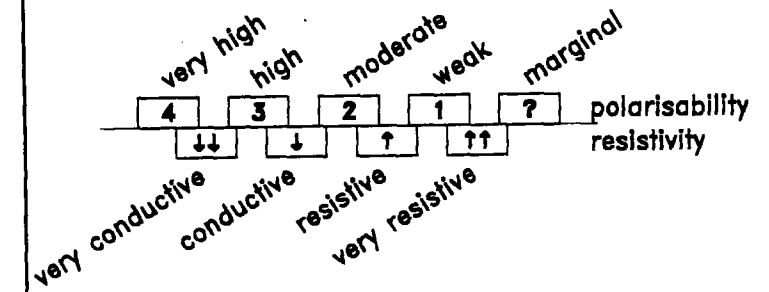 very high
high
moderate
weak
marginal
4 3 2 1 ? polarisability
↓↓ ↓ ↑ ↑↑ resistivity
very conductive
conductive
resistive
very resistive